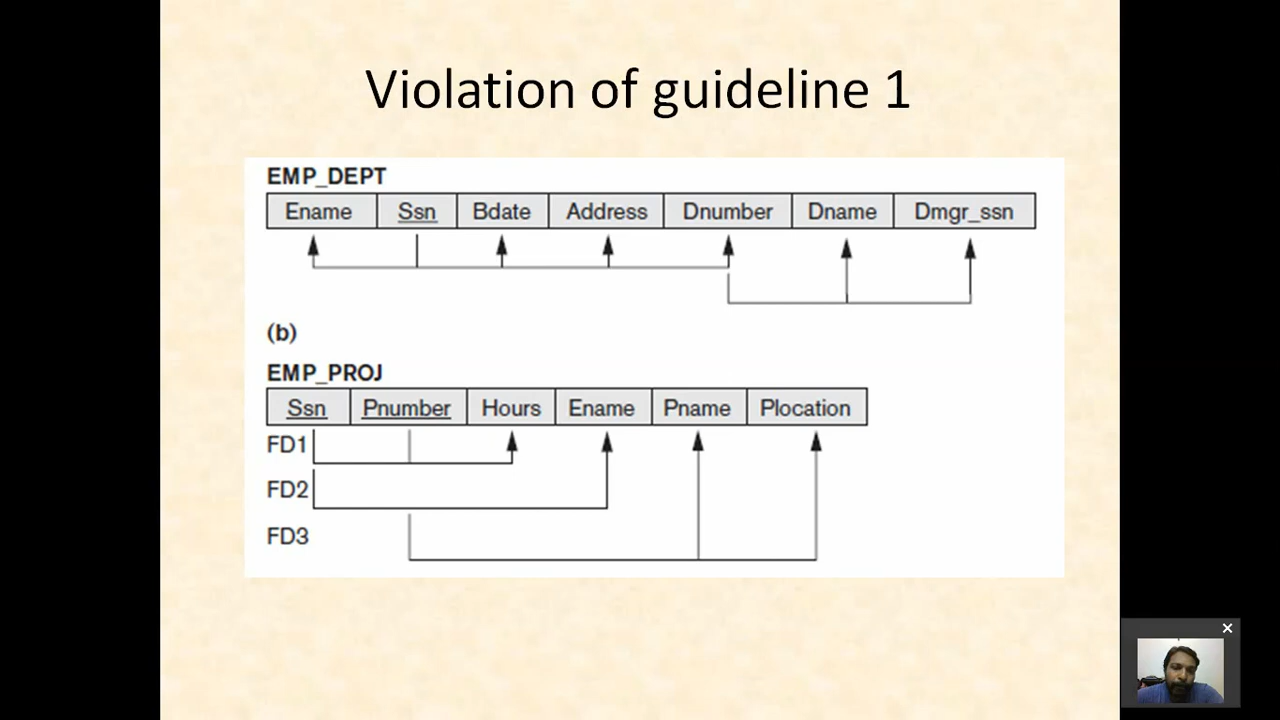 Violation of guideline 1
EMP_DEPT
Ename Ssn Bdate Address Dnumber Dname Dmgr_ssn
(b)
EMP_PROJ
Ssn Pnumber Hours Ename Pname Plocation
FD1
FD2
FD3